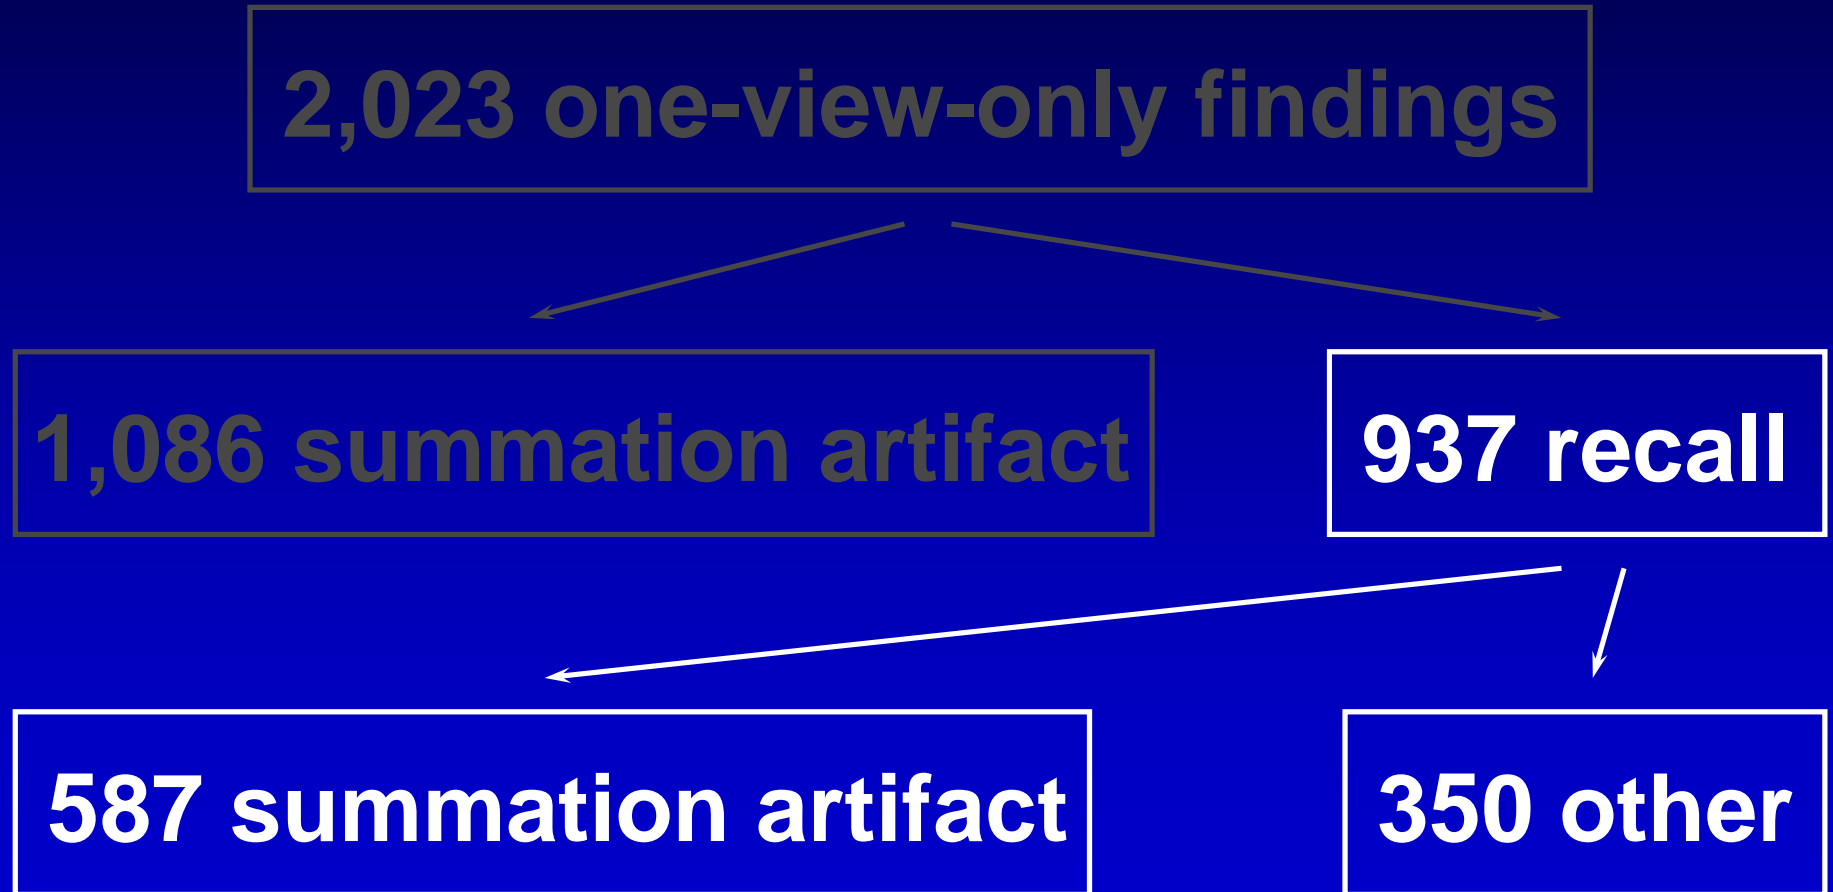 2,023 one-view-only findings
1,086 summation artifact
937 recall
587 summation artifact
350 other